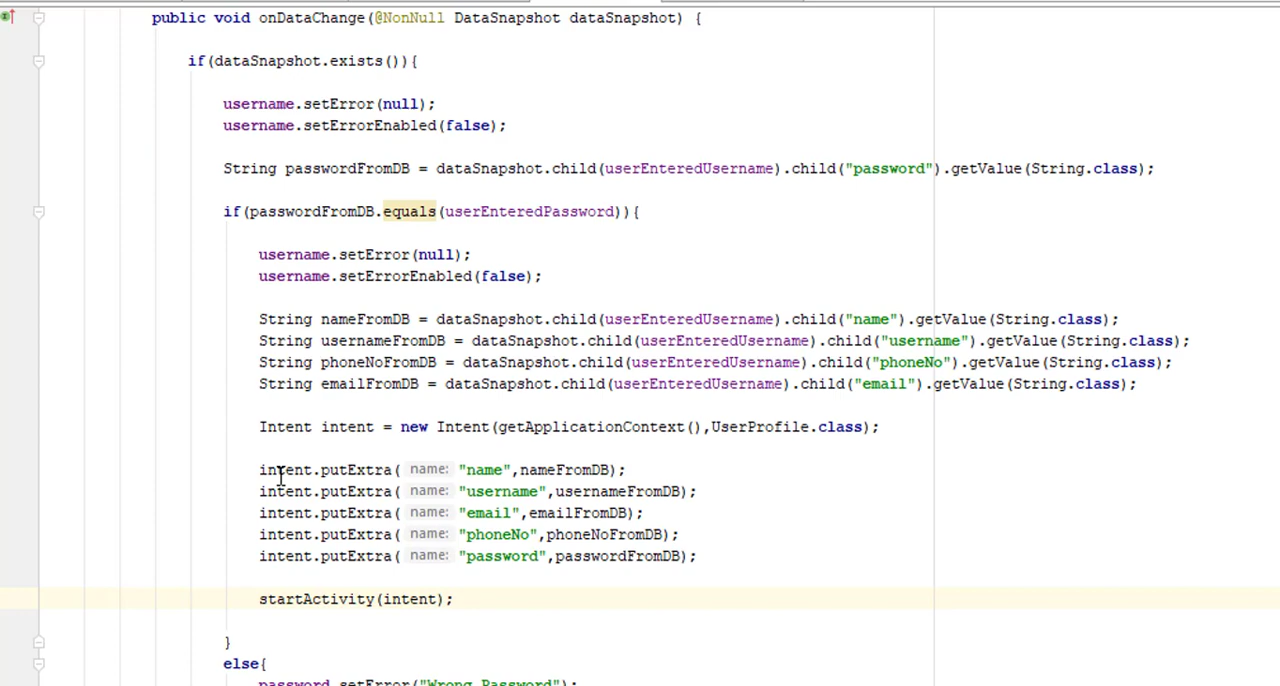 public void onDataChange(@NonNull DataSnapshot dataSnapshot) {
if(dataSnapshot.exists()){
username.setError(null);
username.setErrorEnabled(false);
String passwordFromDB = dataSnapshot.child(userEnteredUsername).child("password").getValue(String.class);
if(passwordFromDB.equals(userEnteredPassword)){
username.setError(null);
username.setErrorEnabled(false);
String nameFromDB = dataSnapshot.child(userEnteredUsername).child("name").getValue(String.class);
String usernameFromDB = dataSnapshot.child(userEnteredUsername).child("username").getValue(String.class);
String phoneNoFromDB = dataSnapshot.child(userEnteredUsername).child("phoneNo").getValue(String.class);
String emailFromDB = dataSnapshot.child(userEnteredUsername).child("email").getValue(String.class);
Intent intent = new Intent(getApplicationContext(),UserProfile.class);
intent.putExtra( name: "name",nameFromDB);
intent.putExtra( name: "username",usernameFromDB);
intent.putExtra( name: "email",emailFromDB);
intent.putExtra( name: "phoneNo",phoneNoFromDB);
intent.putExtra( name: "password",passwordFromDB);
startActivity(intent);
}
else{
password.setError("Wrong Password");